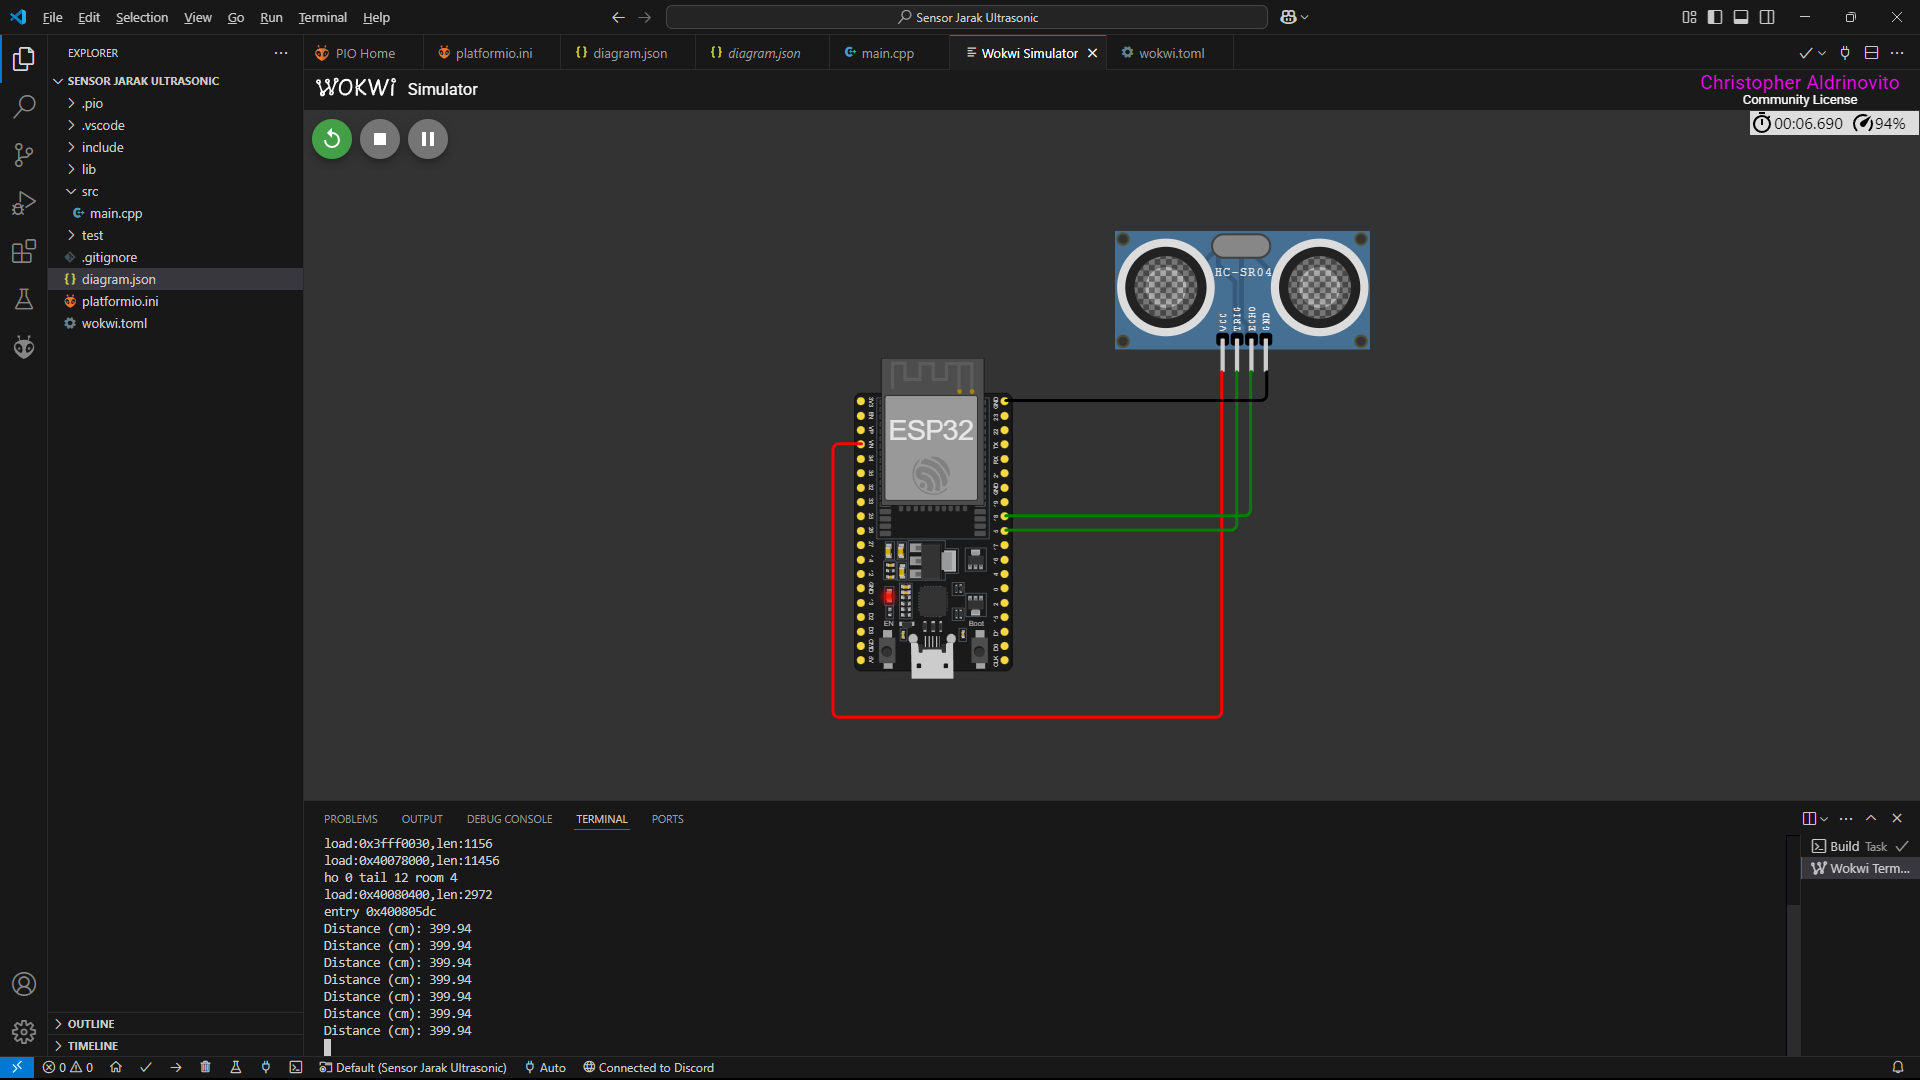 File Edit Selection View Go Run Terminal Help
Sensor Jarak Ultrasonic
EXPLORER
PIO Home
platformio.ini
diagram.json
diagram.json
main.cpp
Wokwi Simulator
wokwi.toml
SENSOR JARAK ULTRASONIC
.pio
.vscode
include
lib
src
main.cpp
test
.gitignore
diagram.json
platformio.ini
wokwi.toml
WOKWi Simulator
Christopher Aldrinovito
Community License
00:06.690 94%
HC-SR04
VCC
TRIG
ECHO
GND
ESP32
EN
Boot
PROBLEMS OUTPUT DEBUG CONSOLE TERMINAL PORTS
load:0x3fff0030,len:1156
load:0x40078000,len:11456
ho 0 tail 12 room 4
load:0x40080400,len:2972
entry 0x400805dc
Distance (cm): 399.94
Distance (cm): 399.94
Distance (cm): 399.94
Distance (cm): 399.94
Distance (cm): 399.94
Distance (cm): 399.94
Distance (cm): 399.94
Build Task
Wokwi Term...
OUTLINE
TIMELINE
0 0 Default (Sensor Jarak Ultrasonic) Auto Connected to Discord